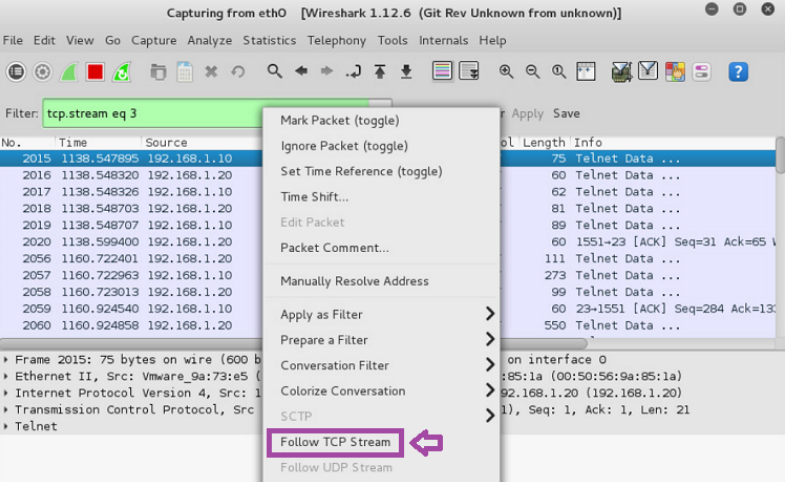 Capturing from eth0 [Wireshark 1.12.6 (Git Rev Unknown from unknown)]
File Edit View Go Capture Analyze Statistics Telephony Tools Internals Help
Filter: tcp.stream eq 3 Apply Save
No. Time Source ol Length Info
2015 1138.547895 192.168.1.10 75 Telnet Data ...
2016 1138.548320 192.168.1.20 60 Telnet Data ...
2017 1138.548326 192.168.1.10 62 Telnet Data ...
2018 1138.548703 192.168.1.20 81 Telnet Data ...
2019 1138.548707 192.168.1.10 89 Telnet Data ...
2020 1138.599400 192.168.1.20 60 1551→23 [ACK] Seq=31 Ack=65
2056 1160.722401 192.168.1.20 111 Telnet Data ...
2057 1160.722963 192.168.1.10 273 Telnet Data ...
2058 1160.723013 192.168.1.20 99 Telnet Data ...
2059 1160.924540 192.168.1.10 60 23→1551 [ACK] Seq=284 Ack=13
2060 1160.924858 192.168.1.20 550 Telnet Data ...
Frame 2015: 75 bytes on wire (600 b on interface 0
Ethernet II, Src: Vmware_9a:73:e5 ( :85:1a (00:50:56:9a:85:1a)
Internet Protocol Version 4, Src: 1 92.168.1.20 (192.168.1.20)
Transmission Control Protocol, Src 1), Seq: 1, Ack: 1, Len: 21
Telnet
Mark Packet (toggle)
Ignore Packet (toggle)
Set Time Reference (toggle)
Time Shift...
Edit Packet
Packet Comment...
Manually Resolve Address
Apply as Filter
Prepare a Filter
Conversation Filter
Colorize Conversation
SCTP
Follow TCP Stream
Follow UDP Stream